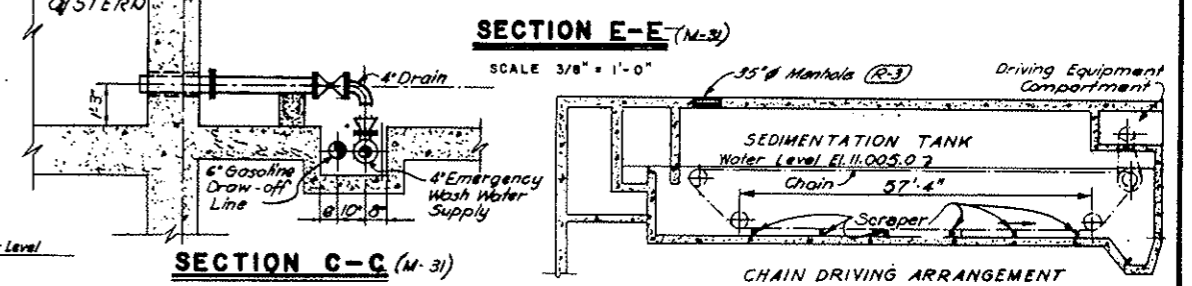 CISTERN
SECTION E-E (M-31)
SCALE 3/8" = 1'-0"
4" Drain
1'-3"
6" Gasoline
Draw-off
Line
4" Emergency
Wash Water
Supply
8" 10" 8"
Level
SECTION C-C (M-31)
35"ø Manhole (R-3)
Driving Equipment
Compartment
SEDIMENTATION TANK
Water Level El. 11.005.0
Chain
57'-4"
Scraper
CHAIN DRIVING ARRANGEMENT